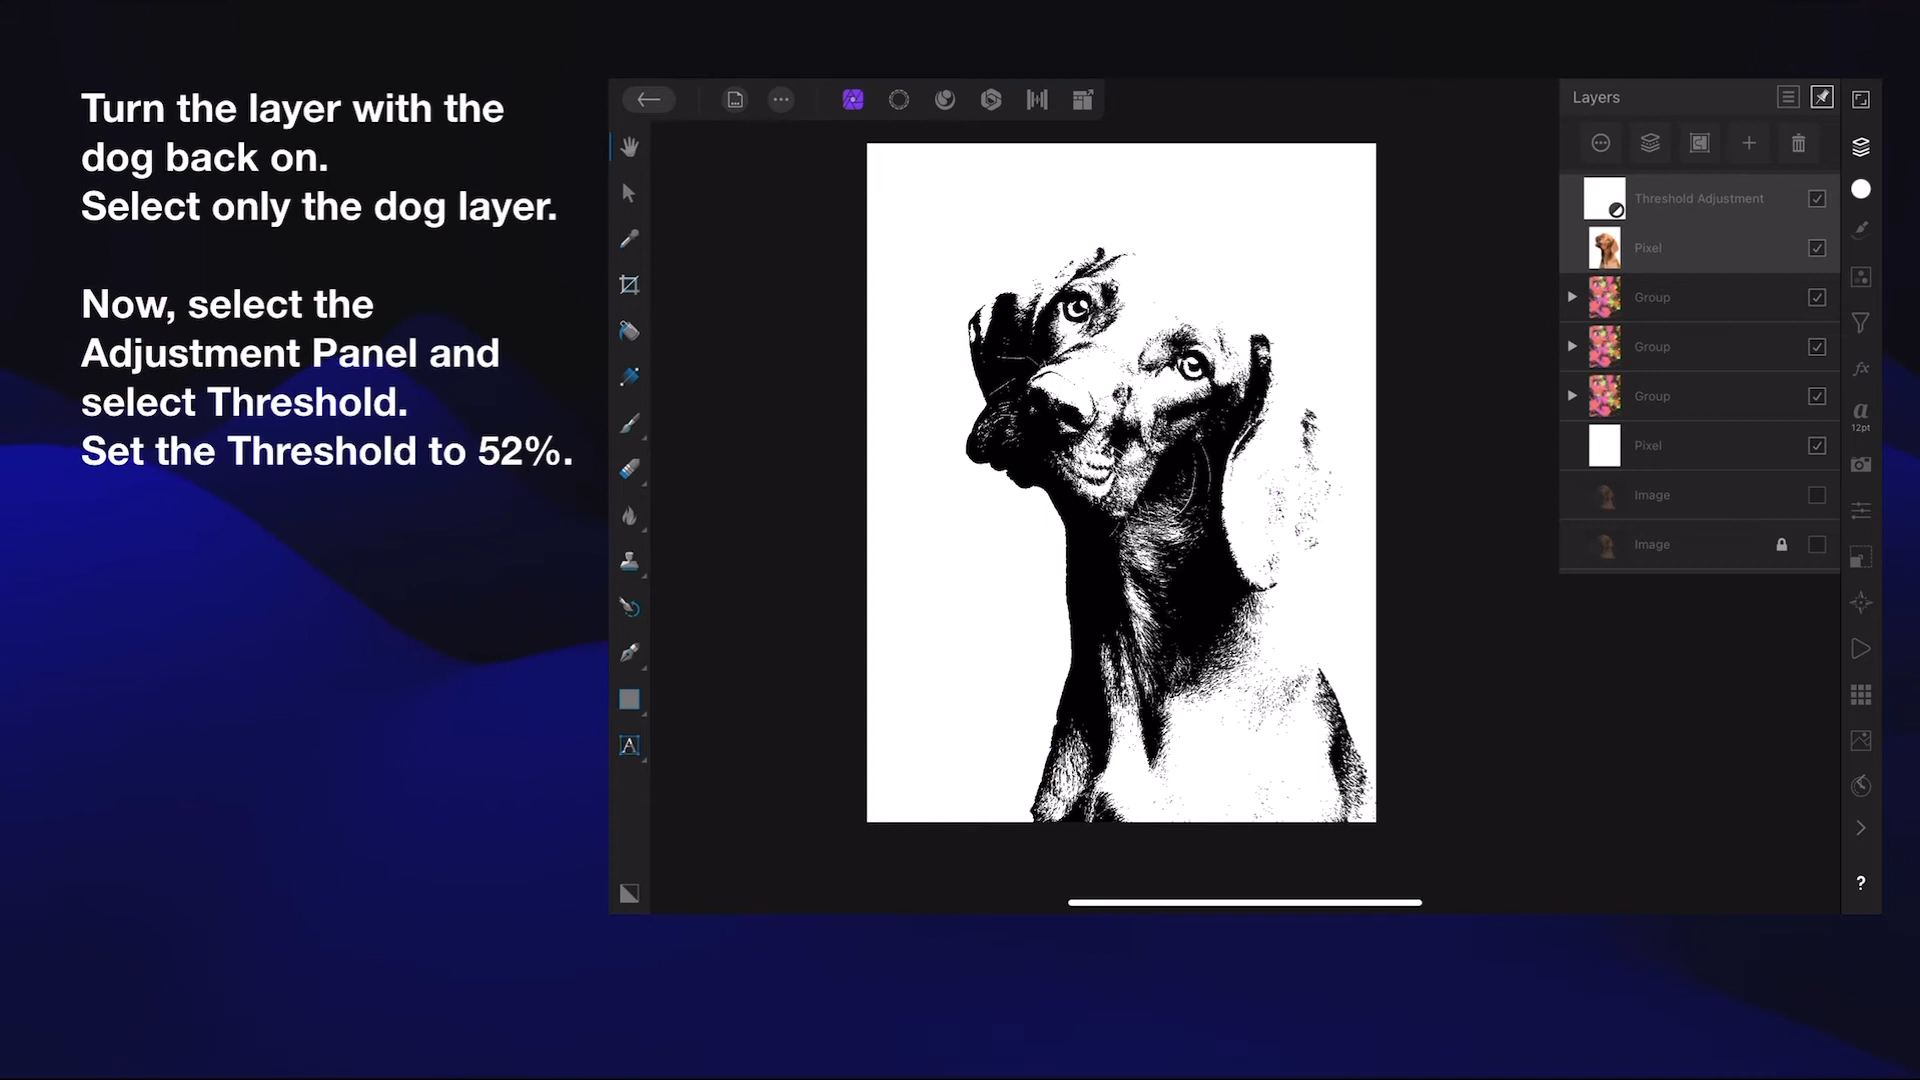 Turn the layer with the
dog back on.
Select only the dog layer.
Now, select the
Adjustment Panel and
select Threshold.
Set the Threshold to 52%.
Layers
Threshold Adjustment
Pixel
Group
Group
Group
Pixel
Image
Image
fx
a
12pt
A
?